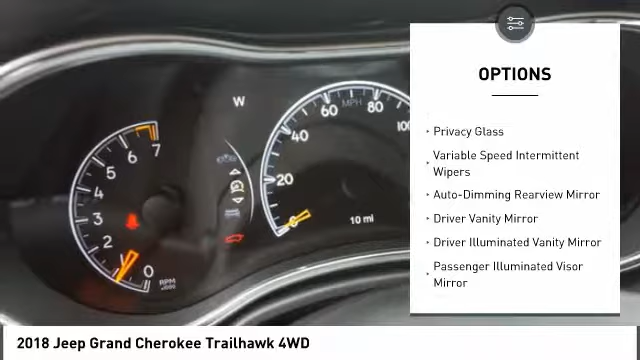 OPTIONS
Privacy Glass
Variable Speed Intermittent
Wipers
Auto-Dimming Rearview Mirror
Driver Vanity Mirror
Driver Illuminated Vanity Mirror
Passenger Illuminated Visor
Mirror
W
MPH
0
20
40
60
80
100
10 mi
7
6
5
4
3
2
1
0
RPM
2018 Jeep Grand Cherokee Trailhawk 4WD